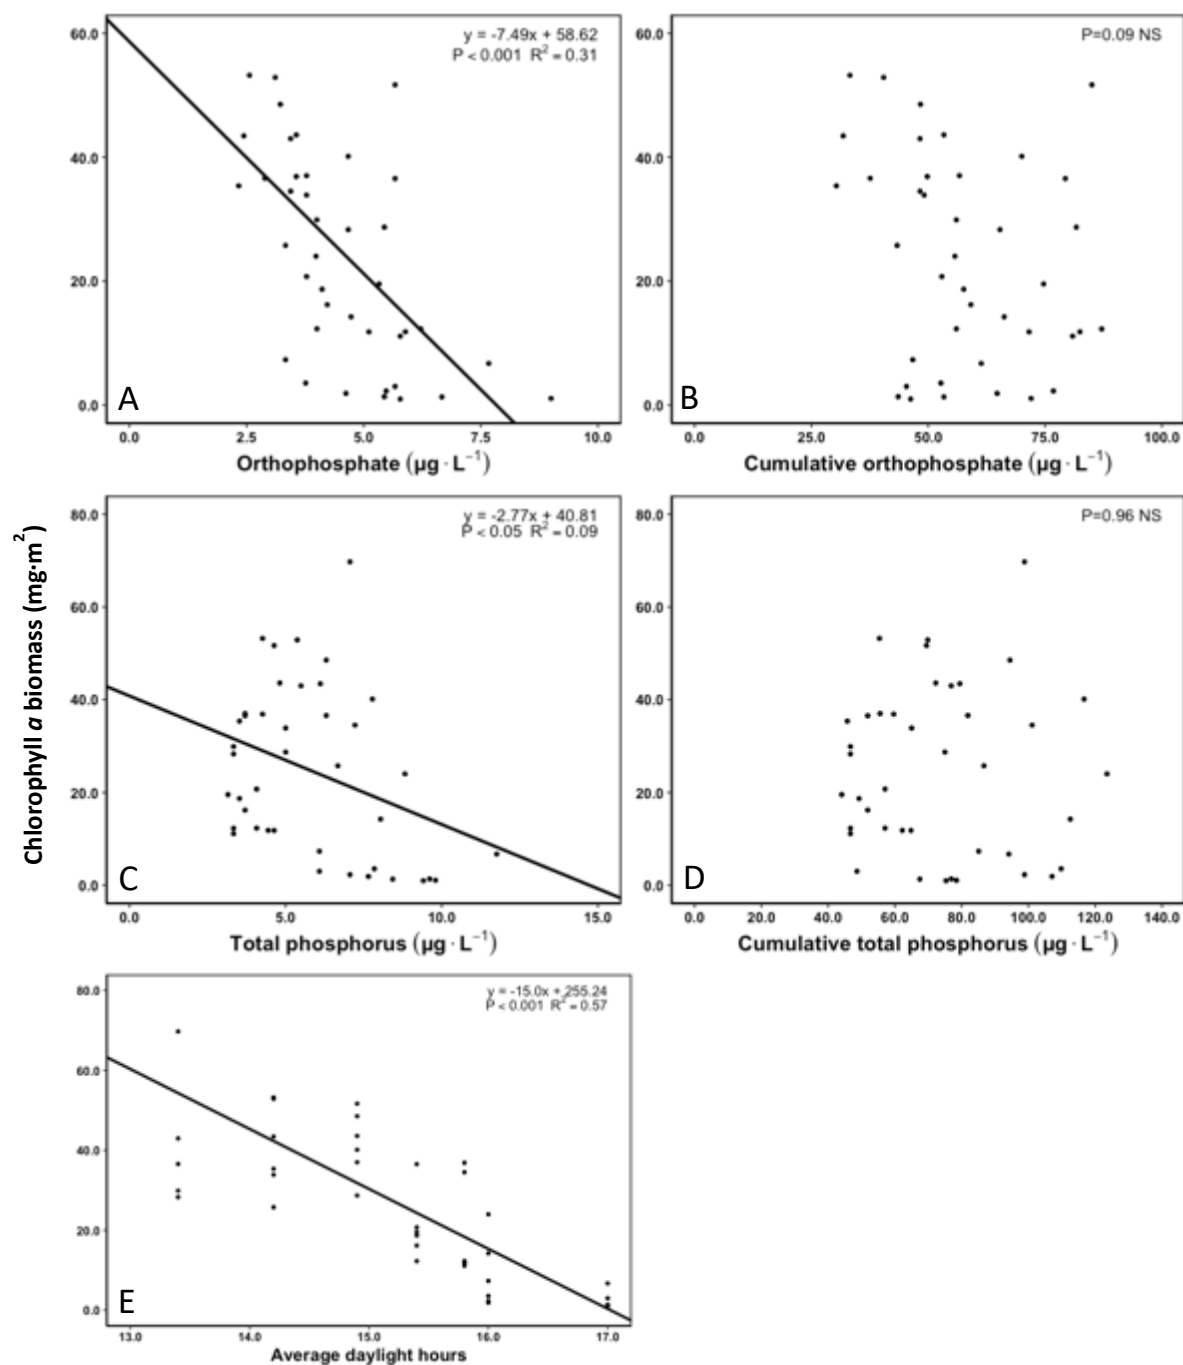 y = -7.49x + 58.62
P < 0.001 R² = 0.31
60.0
40.0
20.0
0.0
A
0.0 2.5 5.0 7.5 10.0
Orthophosphate (µg · L⁻¹)
P=0.09 NS
60.0
40.0
20.0
0.0
B
0.0 25.0 50.0 75.0 100.0
Cumulative orthophosphate (µg · L⁻¹)
Chlorophyll a biomass (mg·m²)
y = -2.77x + 40.81
P < 0.05 R² = 0.09
80.0
60.0
40.0
20.0
0.0
C
0.0 5.0 10.0 15.0
Total phosphorus (µg · L⁻¹)
P=0.96 NS
80.0
60.0
40.0
20.0
0.0
D
0.0 20.0 40.0 60.0 80.0 100.0 120.0 140.0
Cumulative total phosphorus (µg · L⁻¹)
y = -15.0x + 255.24
P < 0.001 R² = 0.57
80.0
60.0
40.0
20.0
0.0
E
13.0 14.0 15.0 16.0 17.0
Average daylight hours